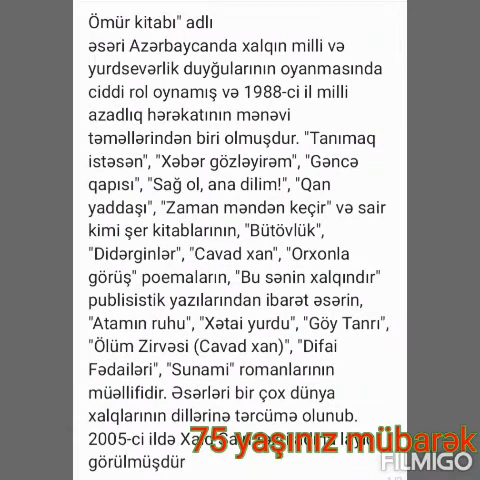 Ömür kitabı" adlı
əsəri Azərbaycanda xalqın milli və
yurdsevərlik duyğularının oyanmasında
ciddi rol oynamış və 1988-ci il milli
azadlıq hərəkatının mənəvi
təməllərindən biri olmuşdur. "Tanımaq
istəsən", "Xəbər gözləyirəm", "Gəncə
qapısı", "Sağ ol, ana dilim!", "Qan
yaddaşı", "Zaman məndən keçir" və sair
kimi şer kitablarının, "Bütövlük",
"Didərginlər", "Cavad xan", "Orxonla
görüş" poemaların, "Bu sənin xalqındır"
publisistik yazılarından ibarət əsərin,
"Atamın ruhu", "Xətai yurdu", "Göy Tanrı",
"Ölüm Zirvəsi (Cavad xan)", "Difai
Fədailəri", "Sunami" romanlarının
müəllifidir. Əsərləri bir çox dünya
xalqlarının dillərinə tərcümə olunub.
2005-ci ildə
75 yaşınız mübarək
görülmüşdür
FILMIGO